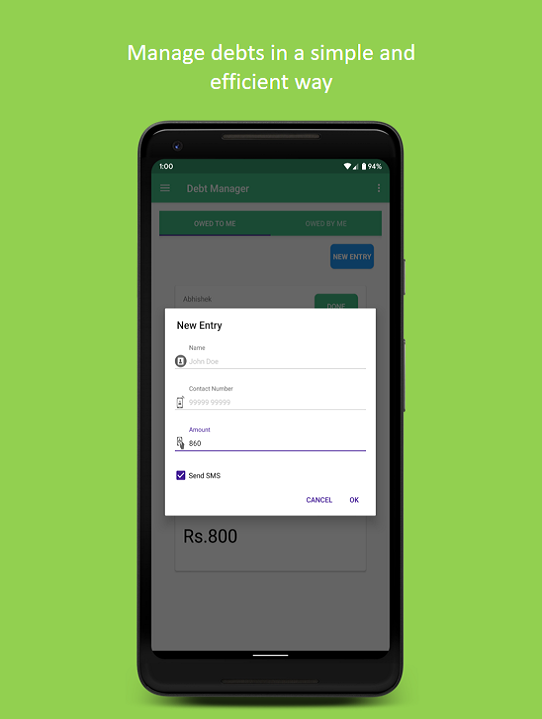 Manage debts in a simple and
efficient way
1:00
94%
Debt Manager
OWED TO ME
OWED BY ME
NEW ENTRY
Abhishek
DONE
New Entry
Name
John Doe
Contact Number
99999 99999
Amount
860
Send SMS
CANCEL
OK
Rs.800